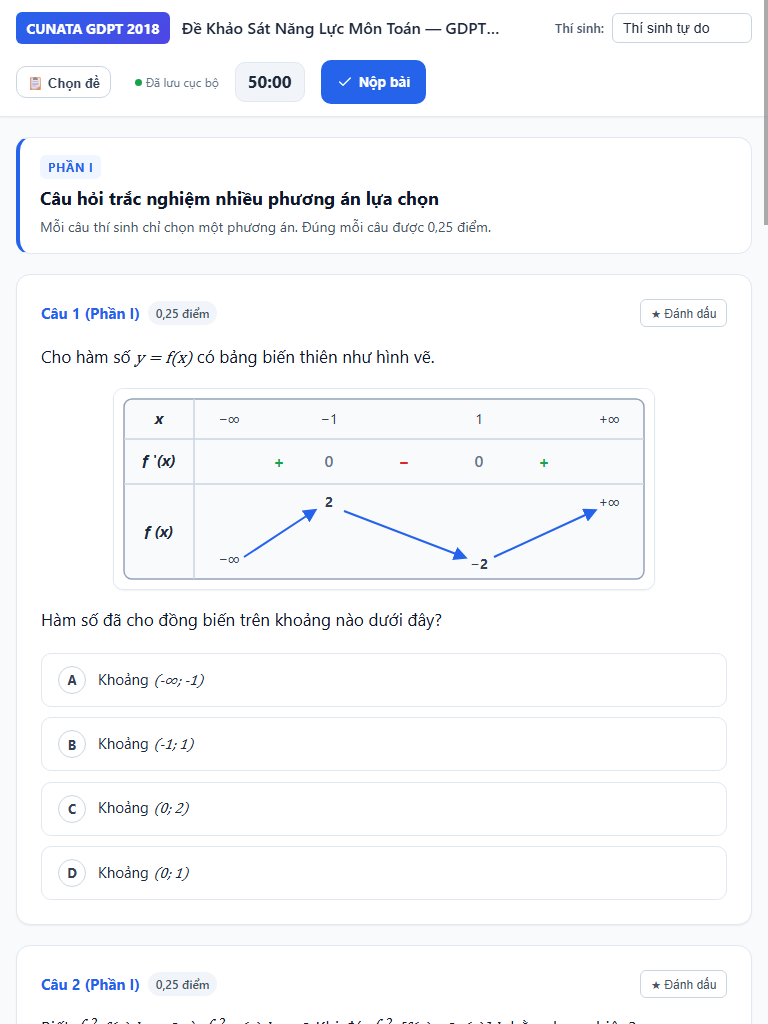 CUNATA GDPT 2018 Đề Khảo Sát Năng Lực Môn Toán — GDPT... Thí sinh: Thí sinh tự do
📋 Chọn đề Đã lưu cục bộ 50:00 ✓ Nộp bài
PHẦN I
Câu hỏi trắc nghiệm nhiều phương án lựa chọn
Mỗi câu thí sinh chỉ chọn một phương án. Đúng mỗi câu được 0,25 điểm.
Câu 1 (Phần I) 0,25 điểm ★ Đánh dấu
Cho hàm số y = f(x) có bảng biến thiên như hình vẽ.
x −∞ −1 1 +∞
f '(x) + 0 − 0 +
2 +∞
f (x)
−∞ −2
Hàm số đã cho đồng biến trên khoảng nào dưới đây?
A Khoảng (-∞; -1)
B Khoảng (-1; 1)
C Khoảng (0; 2)
D Khoảng (0; 1)
Câu 2 (Phần I) 0,25 điểm ★ Đánh dấu